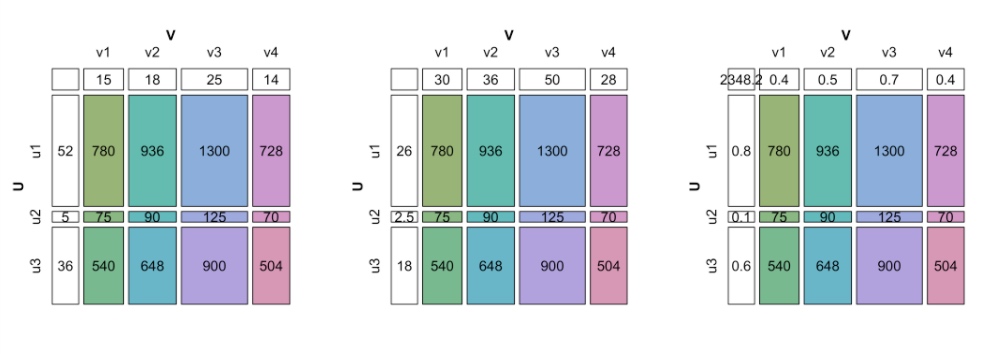 V V V
v1 v2 v3 v4 v1 v2 v3 v4 v1 v2 v3 v4
15 18 25 14 30 36 50 28 2348.2 0.4 0.5 0.7 0.4
u1 52 780 936 1300 728 u1 26 780 936 1300 728 u1 0.8 780 936 1300 728
U U U
u2 5 75 90 125 70 u2 2.5 75 90 125 70 u2 0.1 75 90 125 70
u3 36 540 648 900 504 u3 18 540 648 900 504 u3 0.6 540 648 900 504